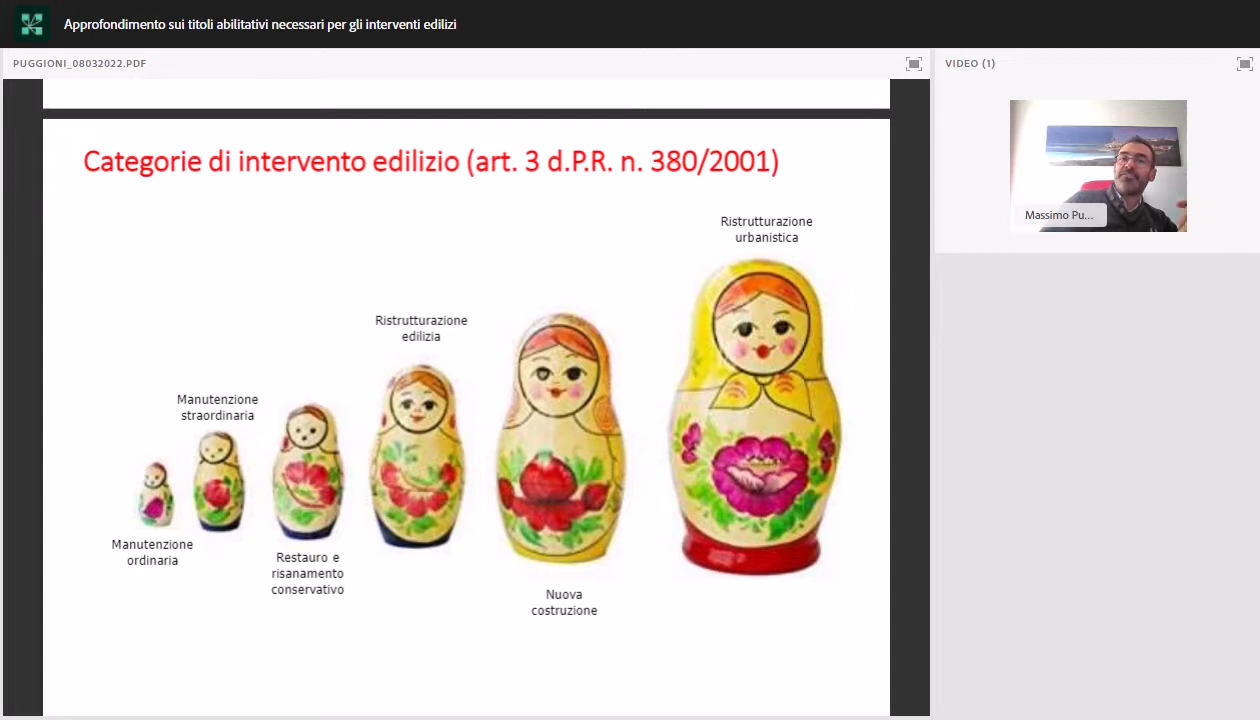 Approfondimento sui titoli abilitativi necessari per gli interventi edilizi
PUGGIONI_08032022.PDF
VIDEO (1)
Categorie di intervento edilizio (art. 3 d.P.R. n. 380/2001)
Massimo Pu...
Ristrutturazione
urbanistica
Ristrutturazione
edilizia
Manutenzione
straordinaria
Manutenzione
ordinaria
Restauro e
risanamento
conservativo
Nuova
costruzione